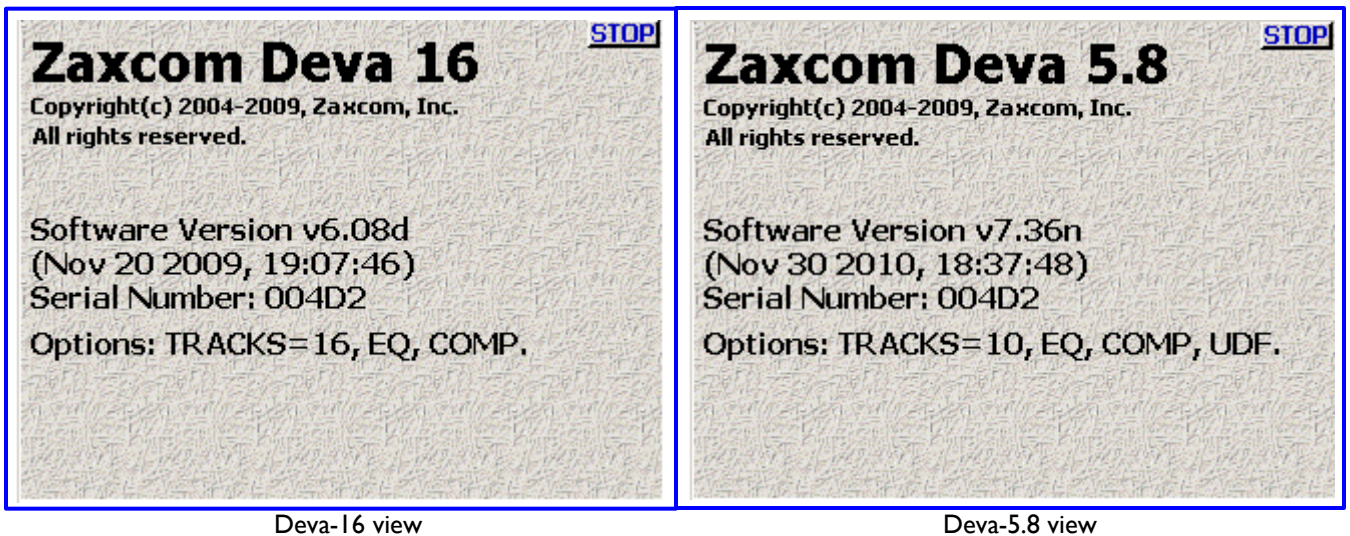 STOP
Zaxcom Deva 16
Copyright(c) 2004-2009, Zaxcom, Inc.
All rights reserved.
Software Version v6.08d
(Nov 20 2009, 19:07:46)
Serial Number: 004D2
Options: TRACKS=16, EQ, COMP.
Deva-16 view
STOP
Zaxcom Deva 5.8
Copyright(c) 2004-2009, Zaxcom, Inc.
All rights reserved.
Software Version v7.36n
(Nov 30 2010, 18:37:48)
Serial Number: 004D2
Options: TRACKS=10, EQ, COMP, UDF.
Deva-5.8 view